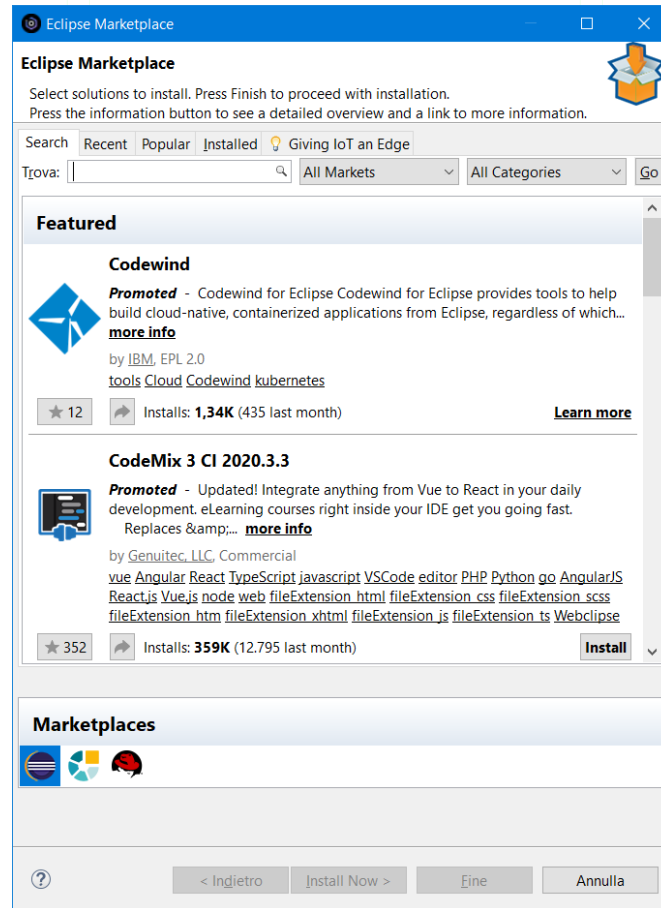 Eclipse Marketplace
Eclipse Marketplace
Select solutions to install. Press Finish to proceed with installation.
Press the information button to see a detailed overview and a link to more information.
Search Recent Popular Installed Giving IoT an Edge
Trova: All Markets All Categories Go
Featured
Codewind
Promoted - Codewind for Eclipse Codewind for Eclipse provides tools to help
build cloud-native, containerized applications from Eclipse, regardless of which...
more info
by IBM, EPL 2.0
tools Cloud Codewind kubernetes
12 Installs: 1,34K (435 last month) Learn more
CodeMix 3 CI 2020.3.3
Promoted - Updated! Integrate anything from Vue to React in your daily
development. eLearning courses right inside your IDE get you going fast.
Replaces &amp;... more info
by Genuitec, LLC, Commercial
vue Angular React TypeScript javascript VSCode editor PHP Python go AngularJS
React.js Vue.js node web fileExtension_html fileExtension_css fileExtension_scss
fileExtension_htm fileExtension_xhtml fileExtension_js fileExtension_ts Webclipse
352 Installs: 359K (12.795 last month) Install
Marketplaces
? < Indietro Install Now > Fine Annulla